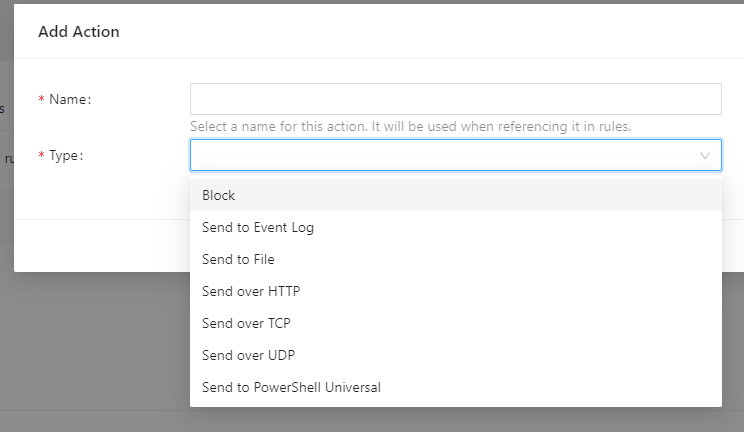 Add Action
* Name:
Select a name for this action. It will be used when referencing it in rules.
s
* Type:
ru
Block
Send to Event Log
Send to File
Send over HTTP
Send over TCP
Send over UDP
Send to PowerShell Universal